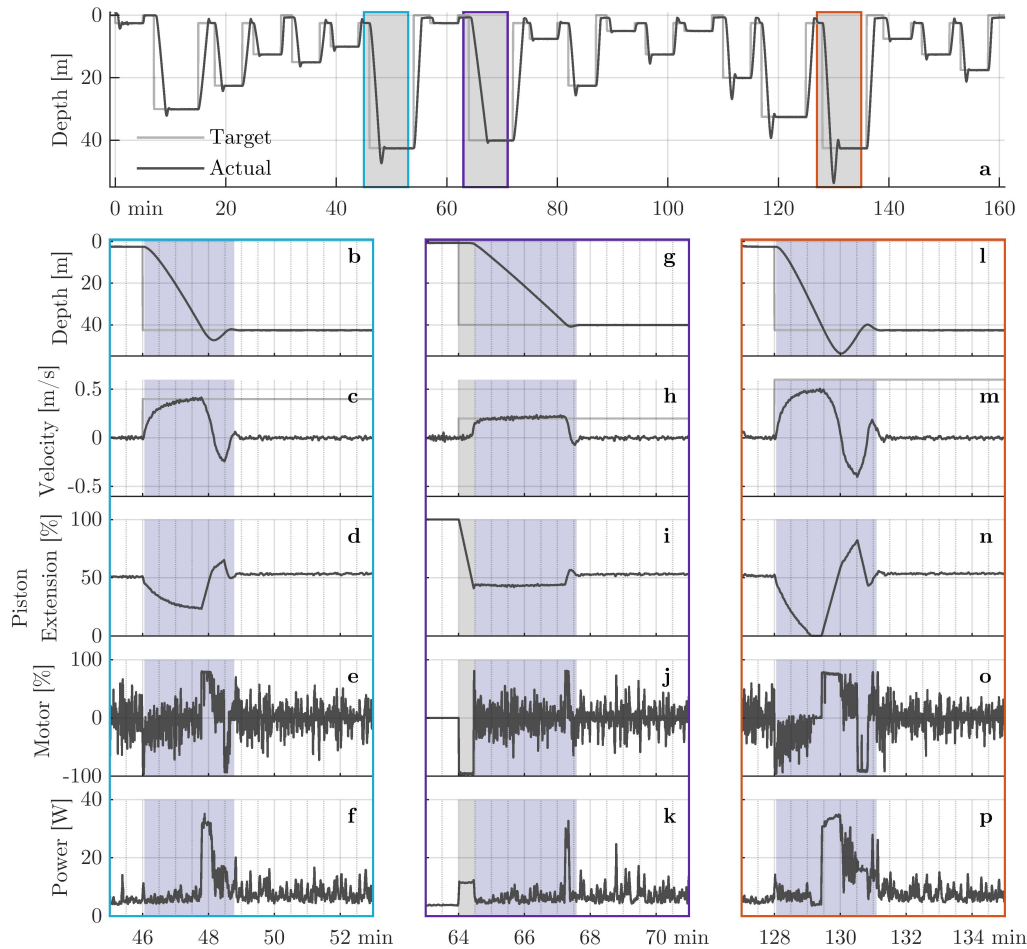 0
20
40
Depth [m]
Target
Actual
a
0 min
20
40
60
80
100
120
140
160
0
20
40
Depth [m]
b
g
l
0.5
0
-0.5
Velocity [m/s]
c
h
m
100
50
0
Piston
Extension [%]
d
i
n
100
0
-100
Motor [%]
e
j
o
40
20
0
Power [W]
f
k
p
46
48
50
52 min
64
66
68
70 min
128
130
132
134 min